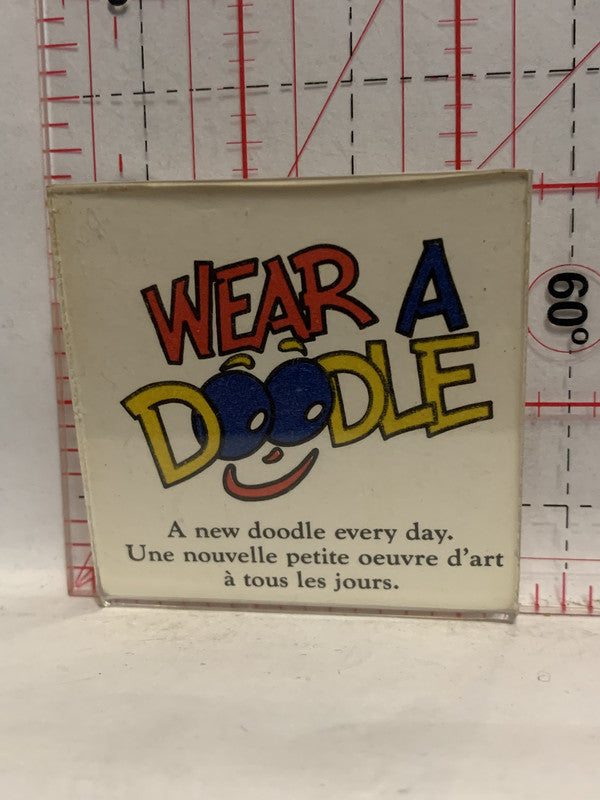 WEAR A
DOODLE
A new doodle every day.
Une nouvelle petite oeuvre d'art
à tous les jours.
60°